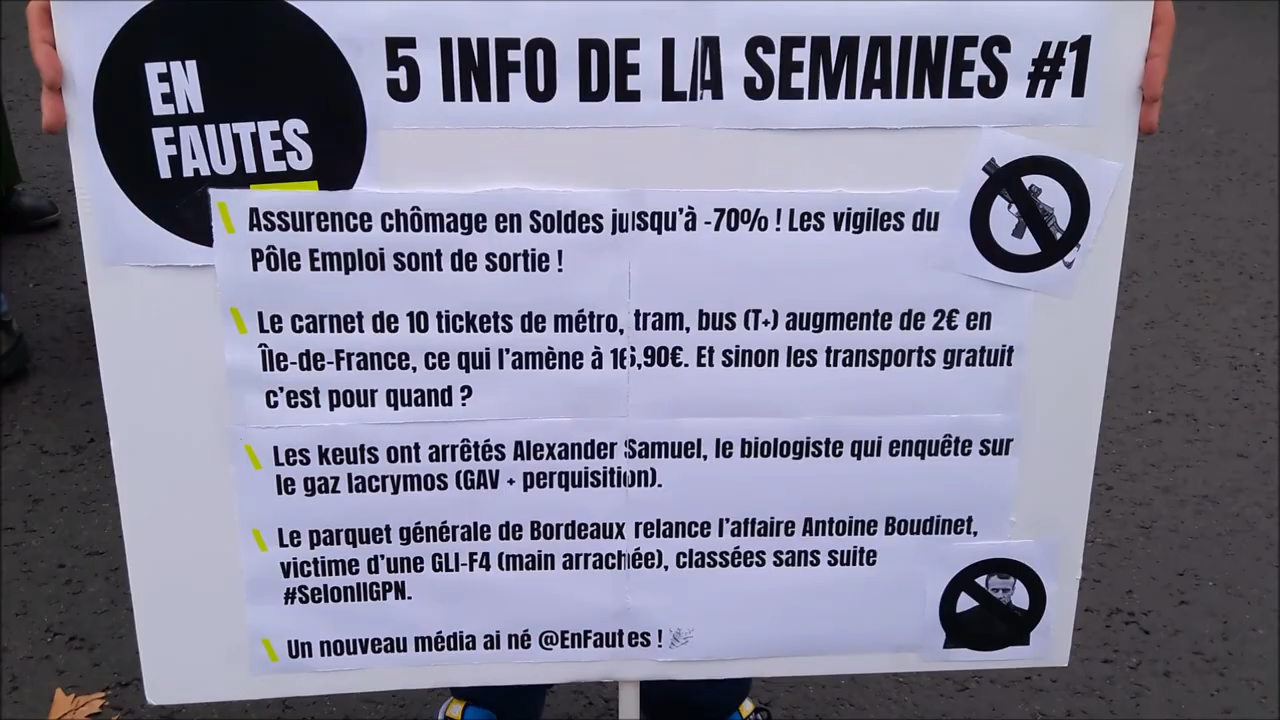 EN
FAUTES
5 INFO DE LA SEMAINES #1
Assurence chômage en Soldes jusqu'à -70% ! Les vigiles du
Pôle Emploi sont de sortie !
Le carnet de 10 tickets de métro, tram, bus (T+) augmente de 2€ en
Île-de-France, ce qui l'amène à 16,90€. Et sinon les transports gratuit
c'est pour quand ?
Les keufs ont arrêtés Alexander Samuel, le biologiste qui enquête sur
le gaz lacrymos (GAV + perquisition).
Le parquet générale de Bordeaux relance l'affaire Antoine Boudinet,
victime d'une GLI-F4 (main arrachée), classées sans suite
#SelonlIGPN.
Un nouveau média ai né @EnFautes !